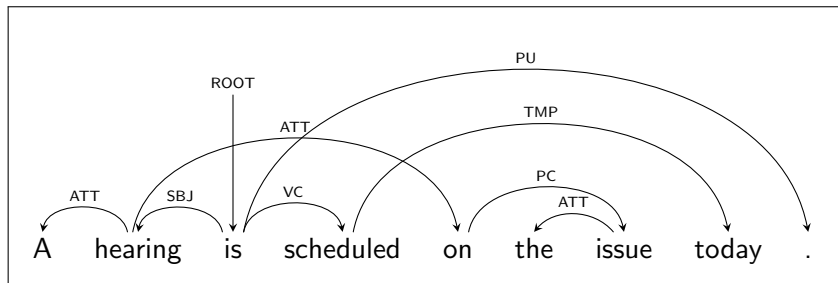 PU
ROOT
TMP
ATT
PC
ATT SBJ VC ATT
A hearing is scheduled on the issue today .